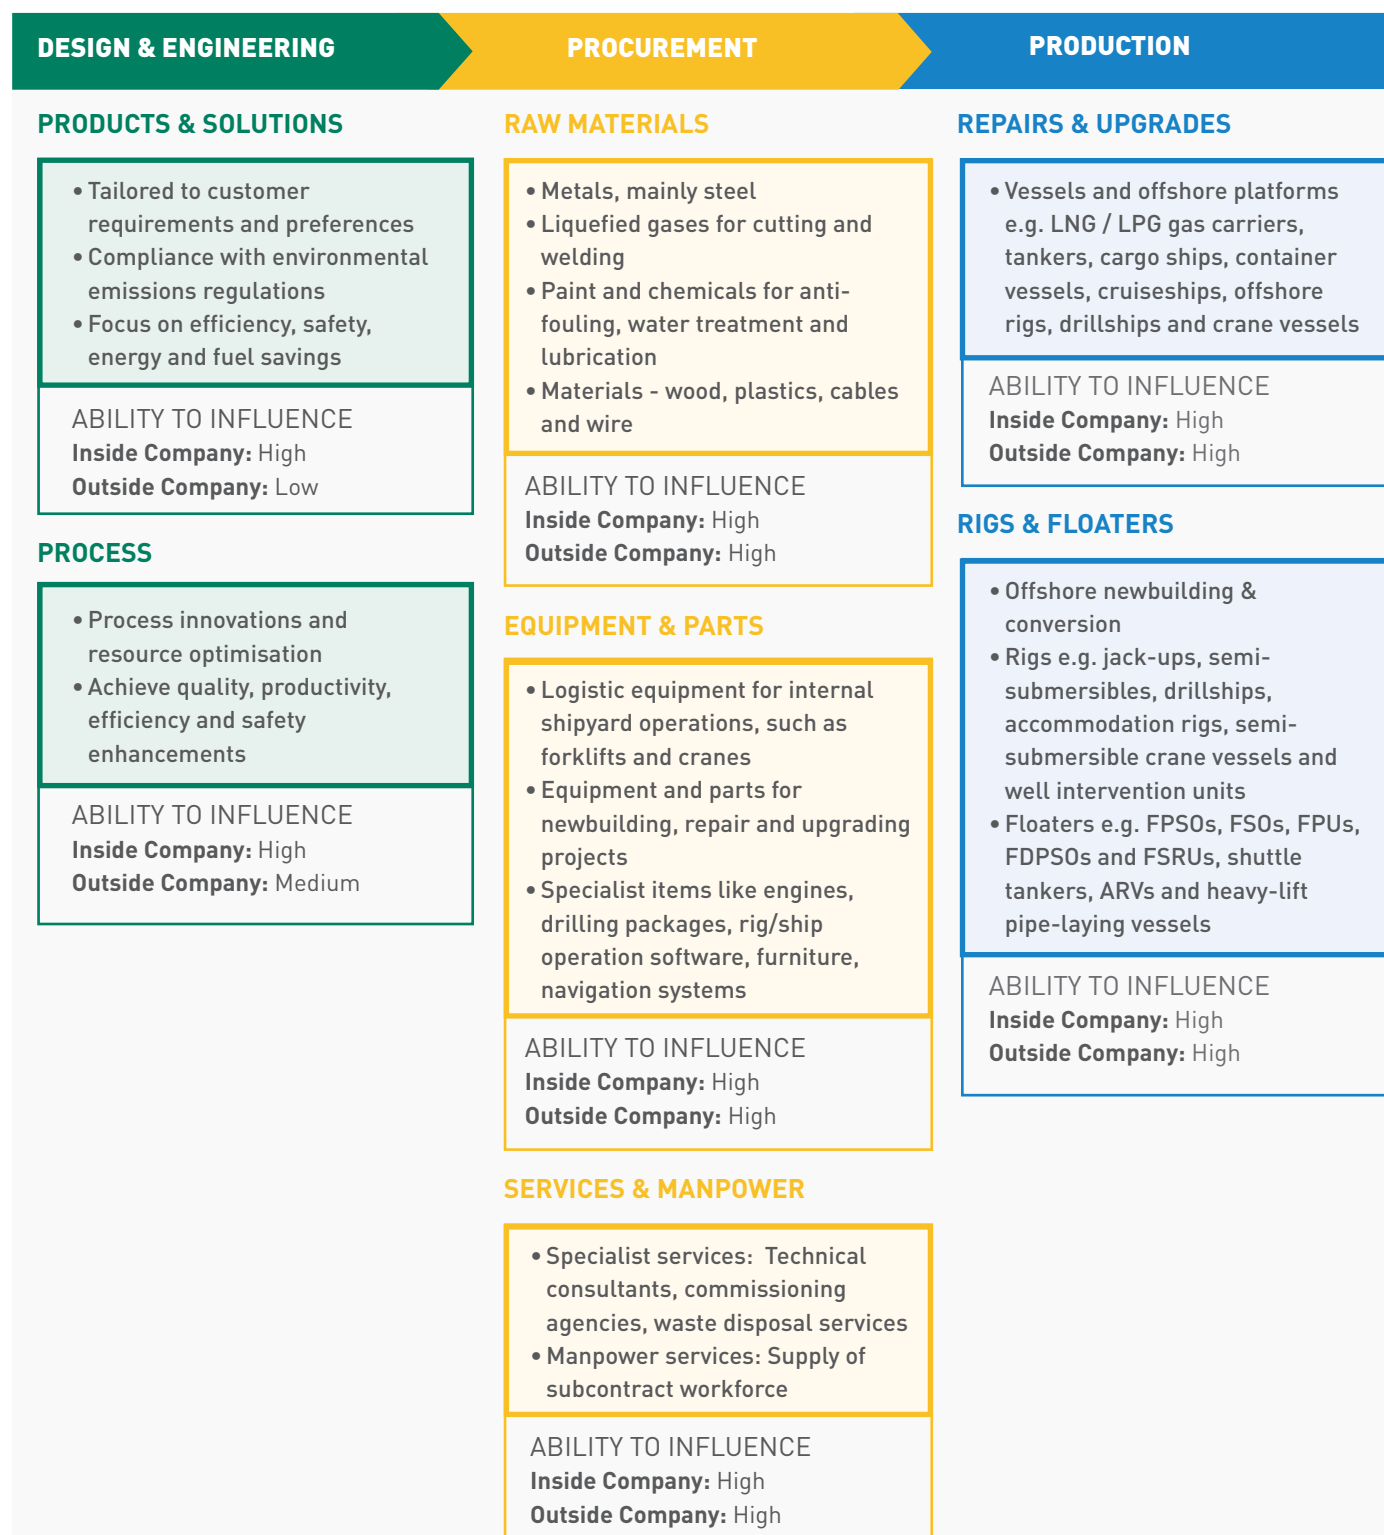 DESIGN & ENGINEERING
PROCUREMENT
PRODUCTION
PRODUCTS & SOLUTIONS
• Tailored to customer
requirements and preferences
• Compliance with environmental
emissions regulations
• Focus on efficiency, safety,
energy and fuel savings
ABILITY TO INFLUENCE
Inside Company: High
Outside Company: Low
PROCESS
• Process innovations and
resource optimisation
• Achieve quality, productivity,
efficiency and safety
enhancements
ABILITY TO INFLUENCE
Inside Company: High
Outside Company: Medium
RAW MATERIALS
• Metals, mainly steel
• Liquefied gases for cutting and
welding
• Paint and chemicals for anti-
fouling, water treatment and
lubrication
• Materials - wood, plastics, cables
and wire
ABILITY TO INFLUENCE
Inside Company: High
Outside Company: High
EQUIPMENT & PARTS
• Logistic equipment for internal
shipyard operations, such as
forklifts and cranes
• Equipment and parts for
newbuilding, repair and upgrading
projects
• Specialist items like engines,
drilling packages, rig/ship
operation software, furniture,
navigation systems
ABILITY TO INFLUENCE
Inside Company: High
Outside Company: High
SERVICES & MANPOWER
• Specialist services: Technical
consultants, commissioning
agencies, waste disposal services
• Manpower services: Supply of
subcontract workforce
ABILITY TO INFLUENCE
Inside Company: High
Outside Company: High
REPAIRS & UPGRADES
• Vessels and offshore platforms
e.g. LNG / LPG gas carriers,
tankers, cargo ships, container
vessels, cruiseships, offshore
rigs, drillships and crane vessels
ABILITY TO INFLUENCE
Inside Company: High
Outside Company: High
RIGS & FLOATERS
• Offshore newbuilding &
conversion
• Rigs e.g. jack-ups, semi-
submersibles, drillships,
accommodation rigs, semi-
submersible crane vessels and
well intervention units
• Floaters e.g. FPSOs, FSOs, FPUs,
FDPSOs and FSRUs, shuttle
tankers, ARVs and heavy-lift
pipe-laying vessels
ABILITY TO INFLUENCE
Inside Company: High
Outside Company: High